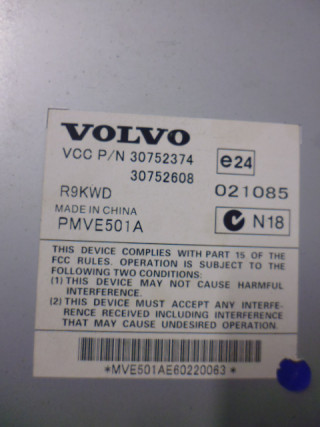 VOLVO
VCC P/N 30752374
30752608
e24
R9KWD
021085
MADE IN CHINA
PMVE501A
N18
THIS DEVICE COMPLIES WITH PART 15 OF THE
FCC RULES. OPERATION IS SUBJECT TO THE
FOLLOWING TWO CONDITIONS:
(1) THIS DEVICE MAY NOT CAUSE HARMFUL
INTERFERENCE.
(2) THIS DEVICE MUST ACCEPT ANY INTERFE-
RENCE RECEIVED INCLUDING INTERFERENCE
THAT MAY CAUSE UNDESIRED OPERATION.
*MVE501AE60220063*